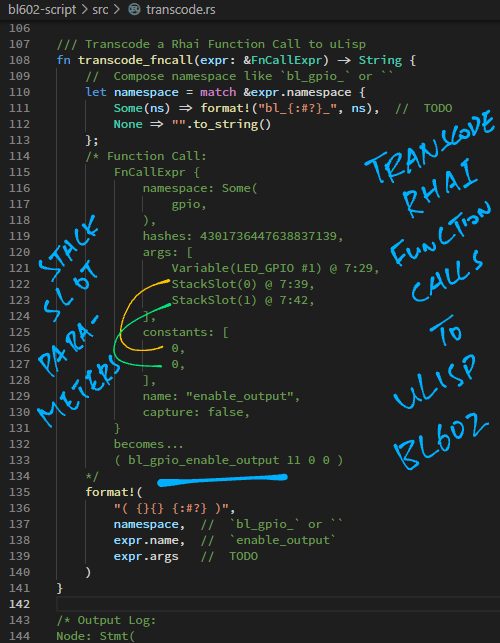 bl602-script > src > transcode.rs
106
107 /// Transcode a Rhai Function Call to uLisp
108 fn transcode_fncall(expr: &FnCallExpr) → String {
109 //  Compose namespace like `bl_gpio_` or ``
110 let namespace = match &expr.namespace {
111 Some(ns) ⇒ format!("bl_{:#?}_", ns),  //  TODO
112 None ⇒ "".to_string()
113 };
114 /* Function Call:
115 FnCallExpr {
116 namespace: Some(
117 gpio,
118 ),
119 hashes: 4301736447638837139,
120 args: [
121 Variable(LED_GPIO #1) @ 7:29,
122 StackSlot(0) @ 7:39,
123 StackSlot(1) @ 7:42,
124 ],
125 constants: [
126 0,
127 0,
128 ],
129 name: "enable_output",
130 capture: false,
131 }
132 becomes...
133 ( bl_gpio_enable_output 11 0 0 )
134 */
135 format!(
136 "( {}{} {:#?} )",
137 namespace,  //  `bl_gpio_` or ``
138 expr.name,  //  `enable_output`
139 expr.args   //  TODO
140 )
141 }
142
143 /* Output Log:
144 Node: Stmt(
STACK
SLOT
PARA-
METERS
TRANSCODE
RHAI
FUNCTION
CALLS
TO
ULISP
BL602